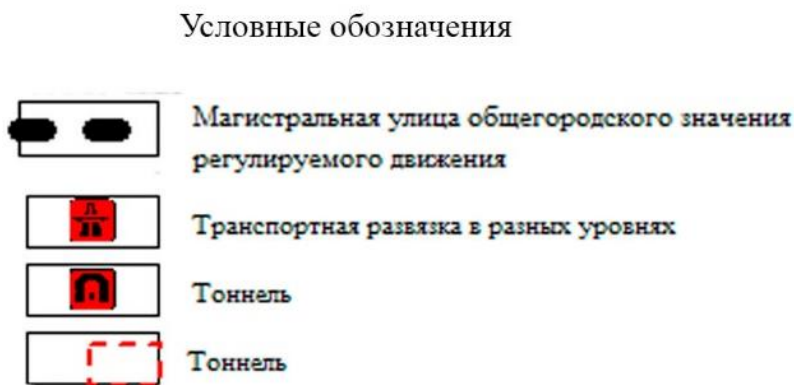 Условные обозначения
Магистральная улица общегородского значения
регулируемого движения
Транспортная развязка в разных уровнях
Тоннель
Тоннель